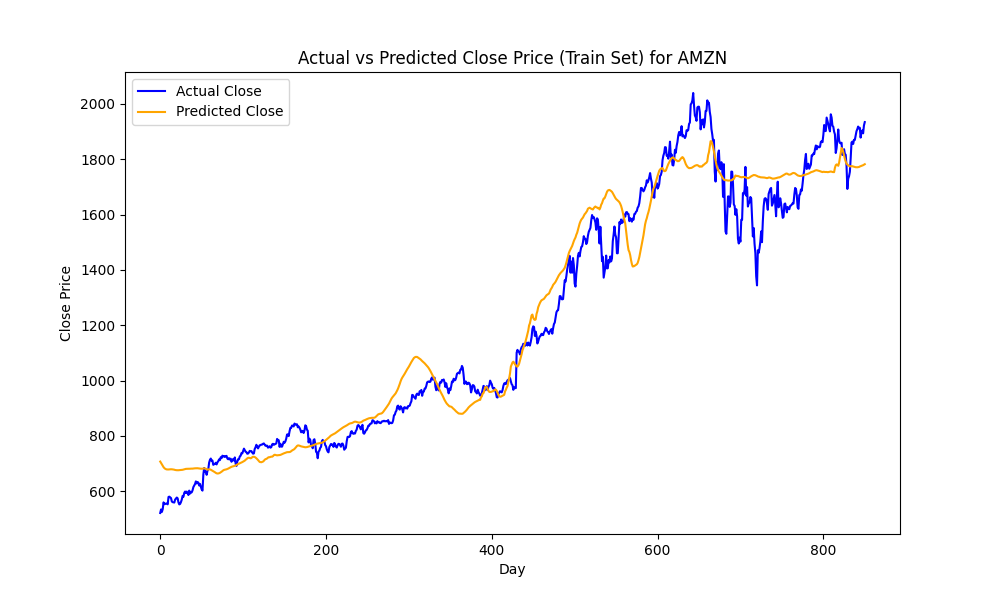 Actual vs Predicted Close Price (Train Set) for AMZN
Actual Close
Predicted Close
2000
1800
1600
1400
1200
1000
800
600
Close Price
0 200 400 600 800
Day